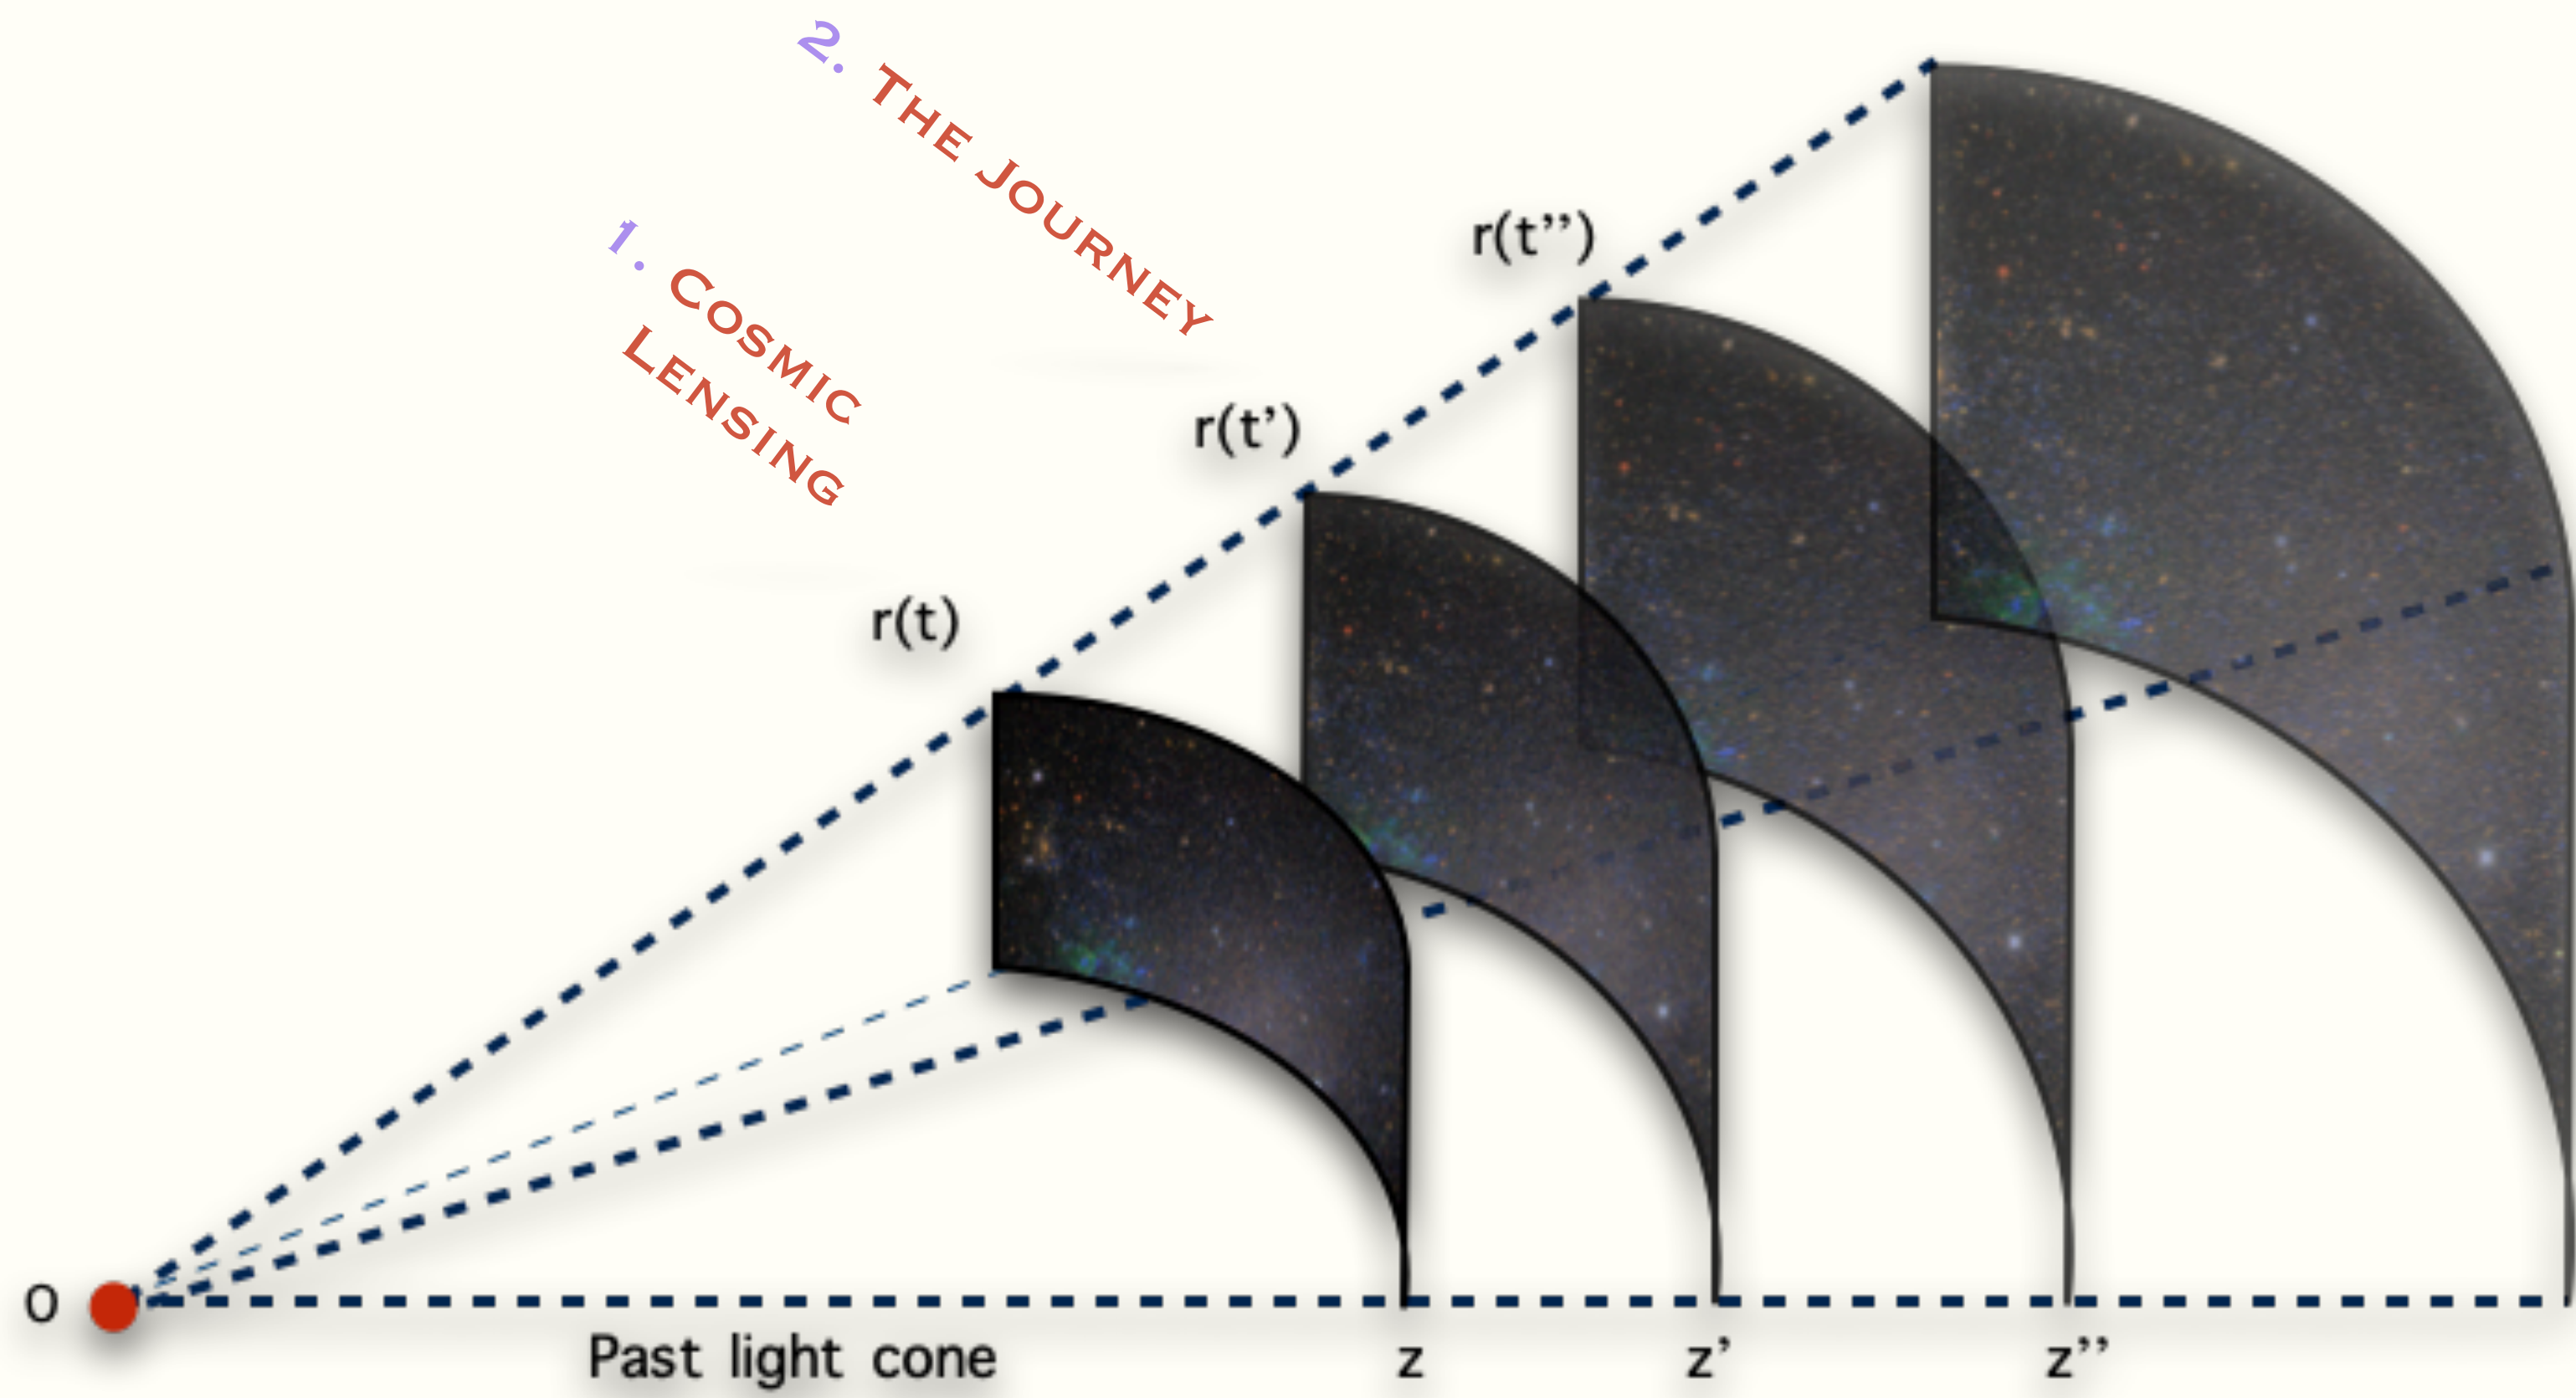 2. The Journey
1. Cosmic
Lensing
r(t'')
r(t')
r(t)
O
Past light cone
z
z'
z''